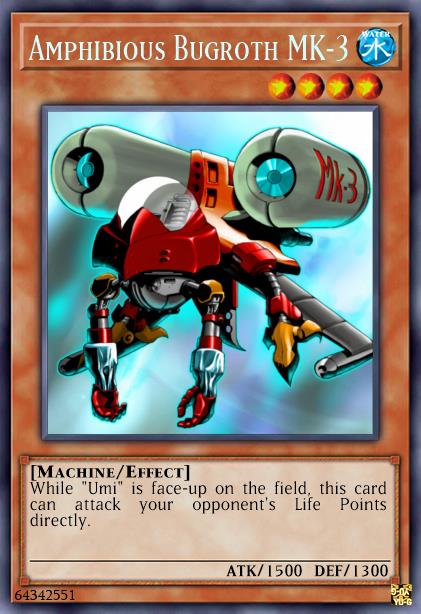 AMPHIBIOUS BUGROTH MK-3
WATER
水
Mk-3
[MACHINE/EFFECT]
While "Umi" is face-up on the field, this card
can attack your opponent's Life Points
directly.
ATK/1500 DEF/1300
64342551